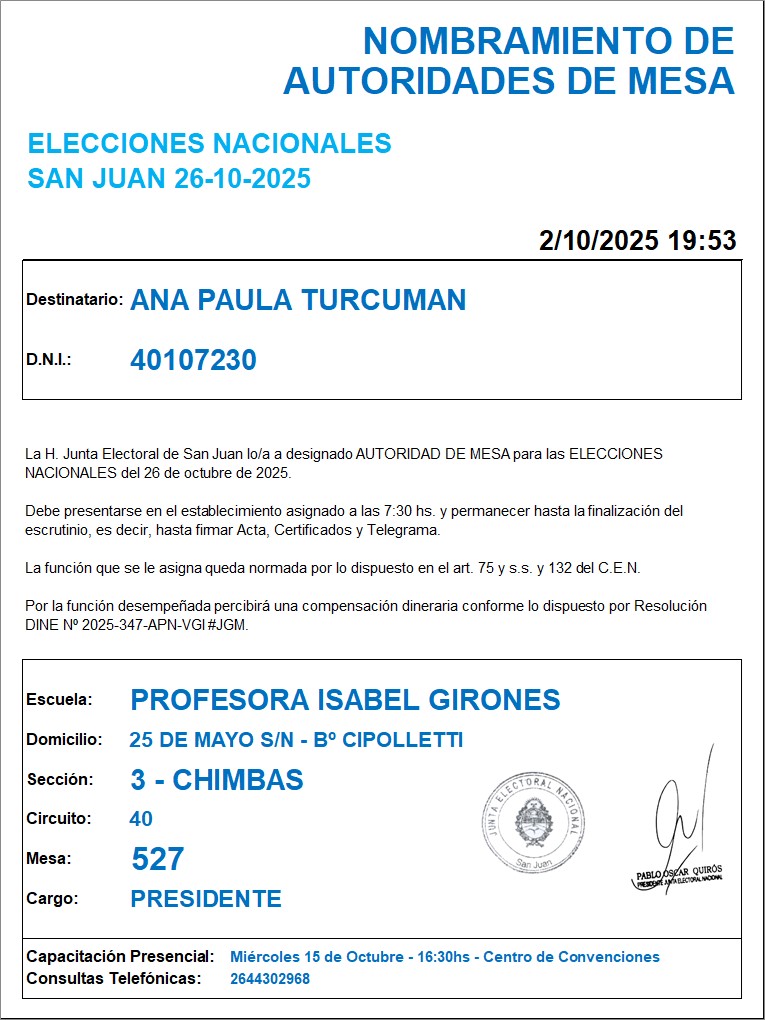 NOMBRAMIENTO DE
AUTORIDADES DE MESA
ELECCIONES NACIONALES
SAN JUAN 26-10-2025
2/10/2025 19:53
Destinatario: ANA PAULA TURCUMAN
D.N.I.: 40107230
La H. Junta Electoral de San Juan lo/a a designado AUTORIDAD DE MESA para las ELECCIONES
NACIONALES del 26 de octubre de 2025.
Debe presentarse en el establecimiento asignado a las 7:30 hs. y permanecer hasta la finalización del
escrutinio, es decir, hasta firmar Acta, Certificados y Telegrama.
La función que se le asigna queda normada por lo dispuesto en el art. 75 y s.s. y 132 del C.E.N.
Por la función desempeñada percibirá una compensación dineraria conforme lo dispuesto por Resolución
DINE Nº 2025-347-APN-VGI#JGM.
Escuela: PROFESORA ISABEL GIRONES
Domicilio: 25 DE MAYO S/N - Bº CIPOLLETTI
Sección: 3 - CHIMBAS
Circuito: 40
Mesa: 527
Cargo: PRESIDENTE
JUNTA ELECTORAL NACIONAL
San Juan
PABLO OSCAR QUIRÓS
PRESIDENTE JUNTA ELECTORAL NACIONAL
Capacitación Presencial: Miércoles 15 de Octubre - 16:30hs - Centro de Convenciones
Consultas Telefónicas: 2644302968